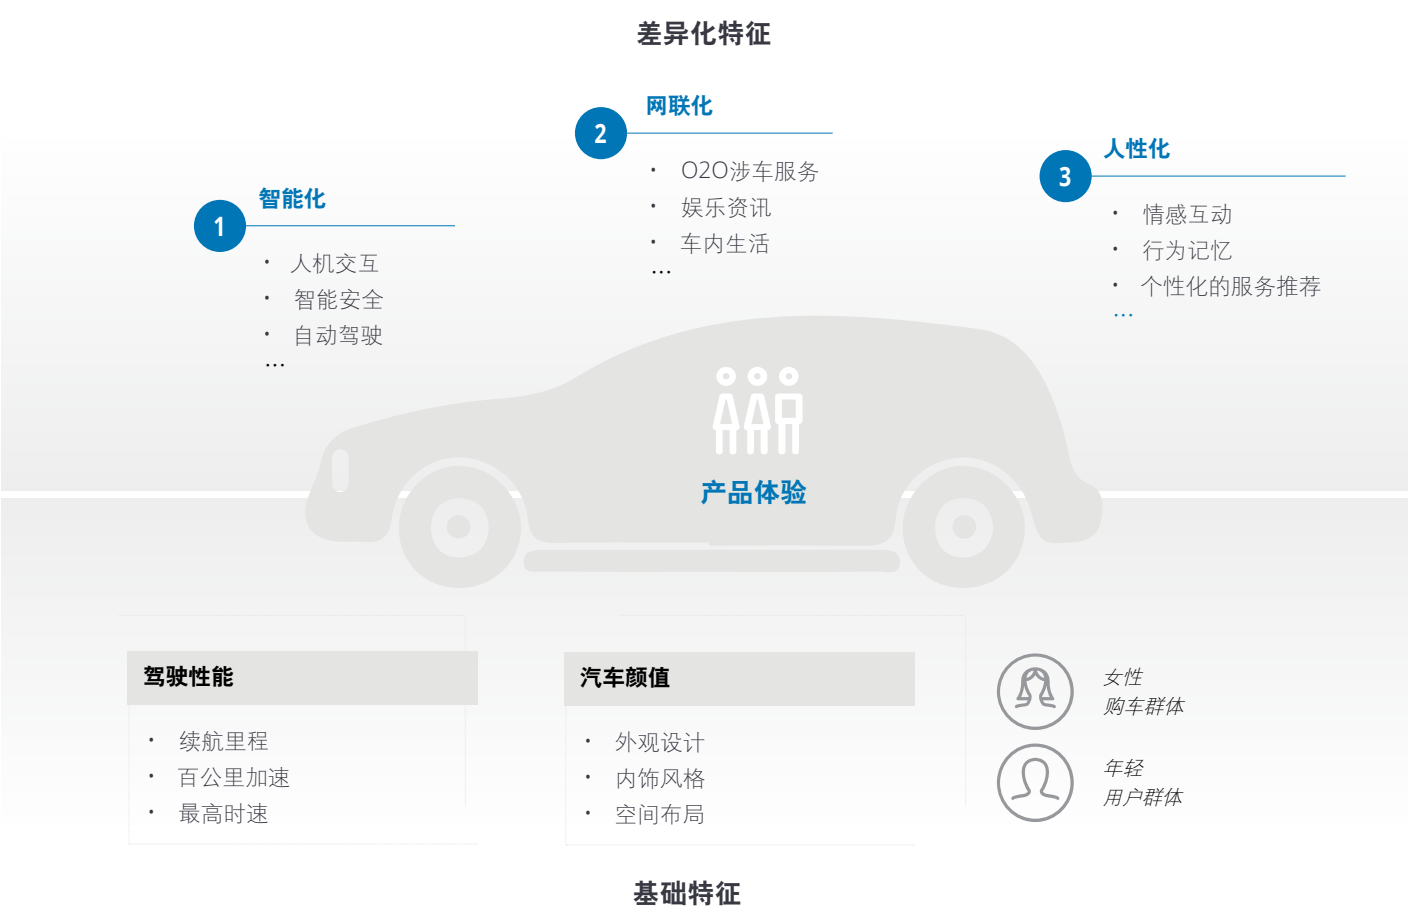 差异化特征
1
智能化
• 人机交互
• 智能安全
• 自动驾驶
…
2
网联化
• O2O涉车服务
• 娱乐资讯
• 车内生活
…
3
人性化
• 情感互动
• 行为记忆
• 个性化的服务推荐
…
产品体验
驾驶性能
• 续航里程
• 百公里加速
• 最高时速
汽车颜值
• 外观设计
• 内饰风格
• 空间布局
女性
购车群体
年轻
用户群体
基础特征